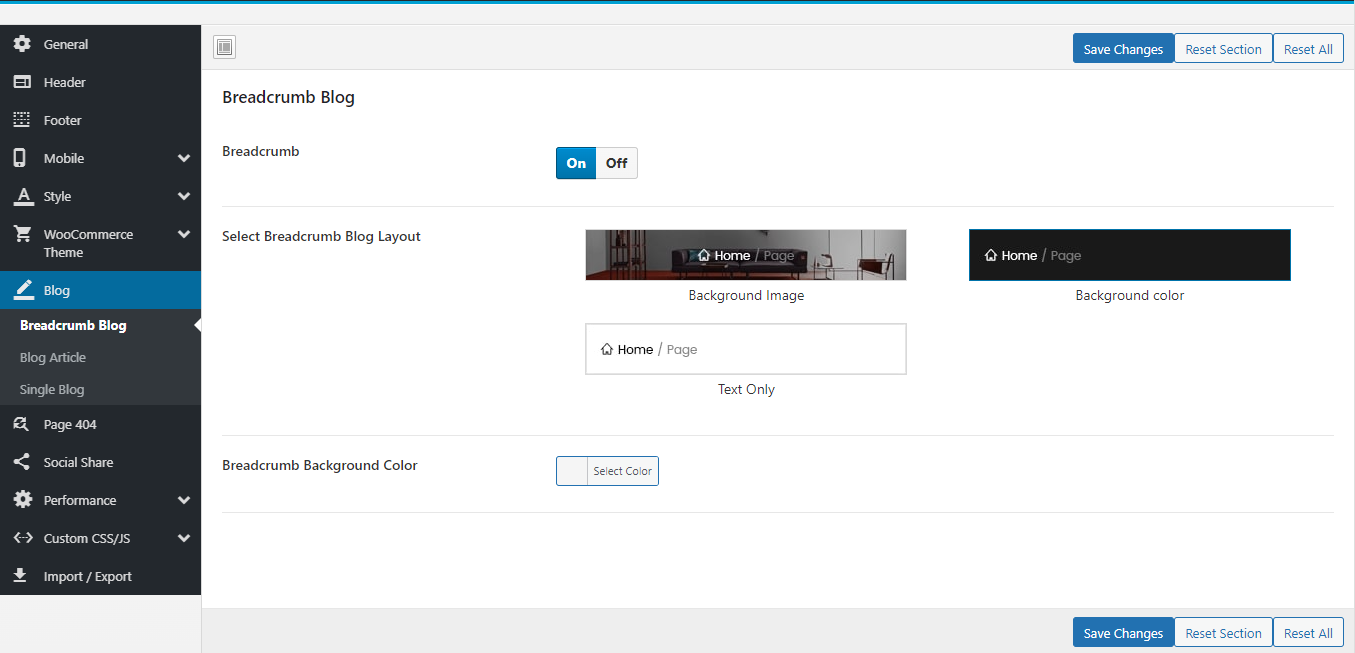 General
Header
Footer
Mobile
Style
WooCommerce
Theme
Blog
Breadcrumb Blog
Blog Article
Single Blog
Page 404
Social Share
Performance
Custom CSS/JS
Import / Export
Save Changes Reset Section Reset All
Breadcrumb Blog
Breadcrumb
On Off
Select Breadcrumb Blog Layout
Home / Page
Background Image
Home / Page
Background color
Home / Page
Text Only
Breadcrumb Background Color
Select Color
Save Changes Reset Section Reset All